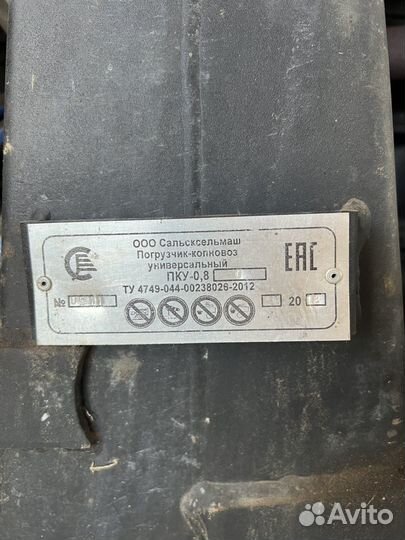 ООО Сальсксельмаш
Погрузчик-копновоз
универсальный
ПКУ-0,8
ТУ 4749-044-00238026-2012
№
20
EAC
Avito